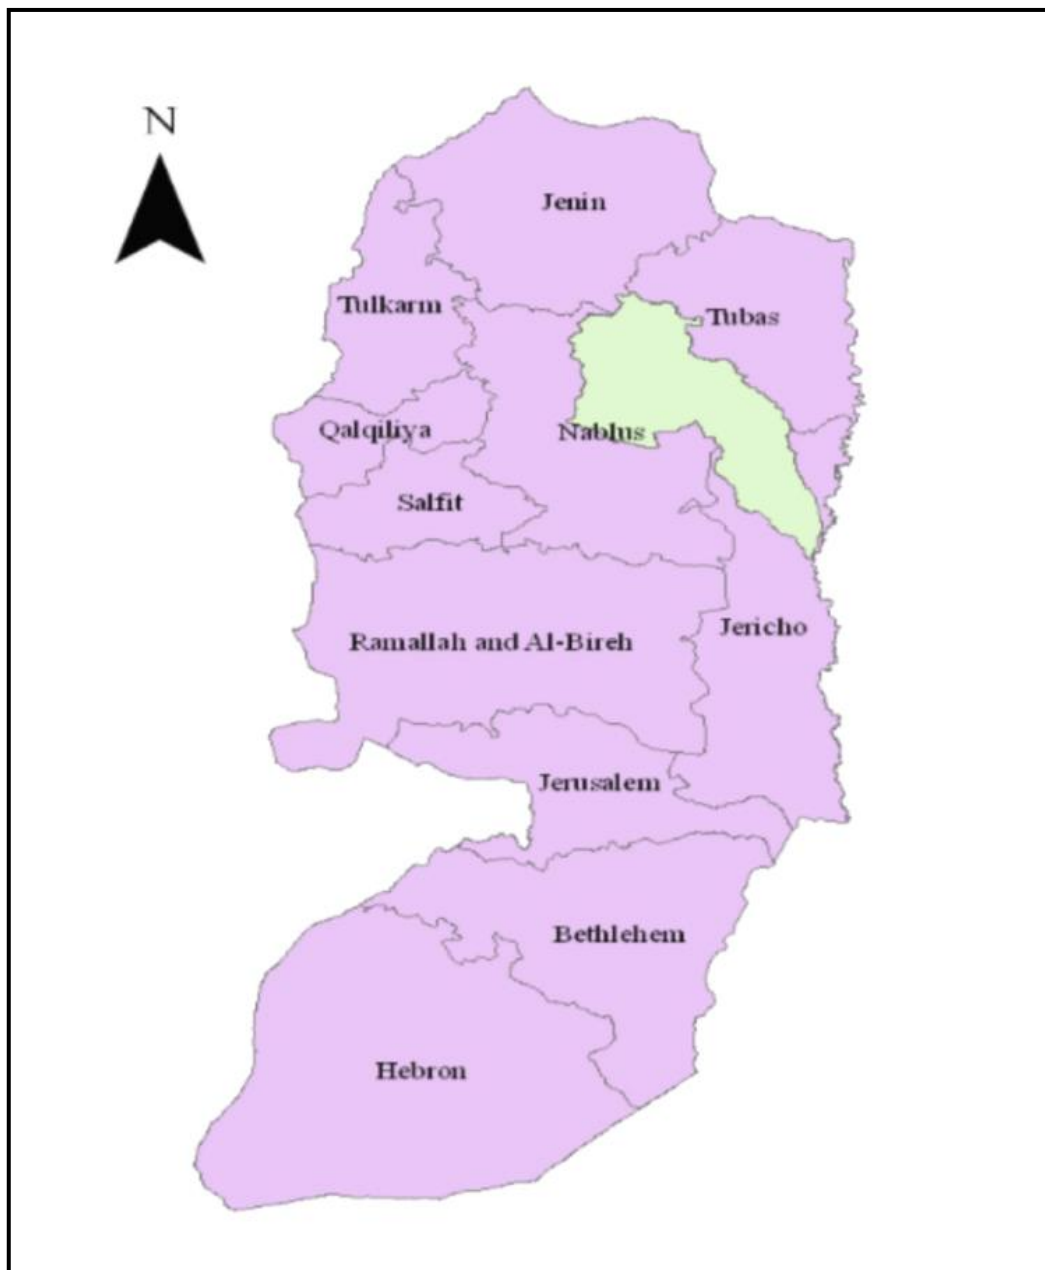 N
Jenin
Tulkarm
Tubas
Qalqiliya
Nablus
Salfit
Jericho
Ramallah and Al-Bireh
Jerusalem
Bethlehem
Hebron